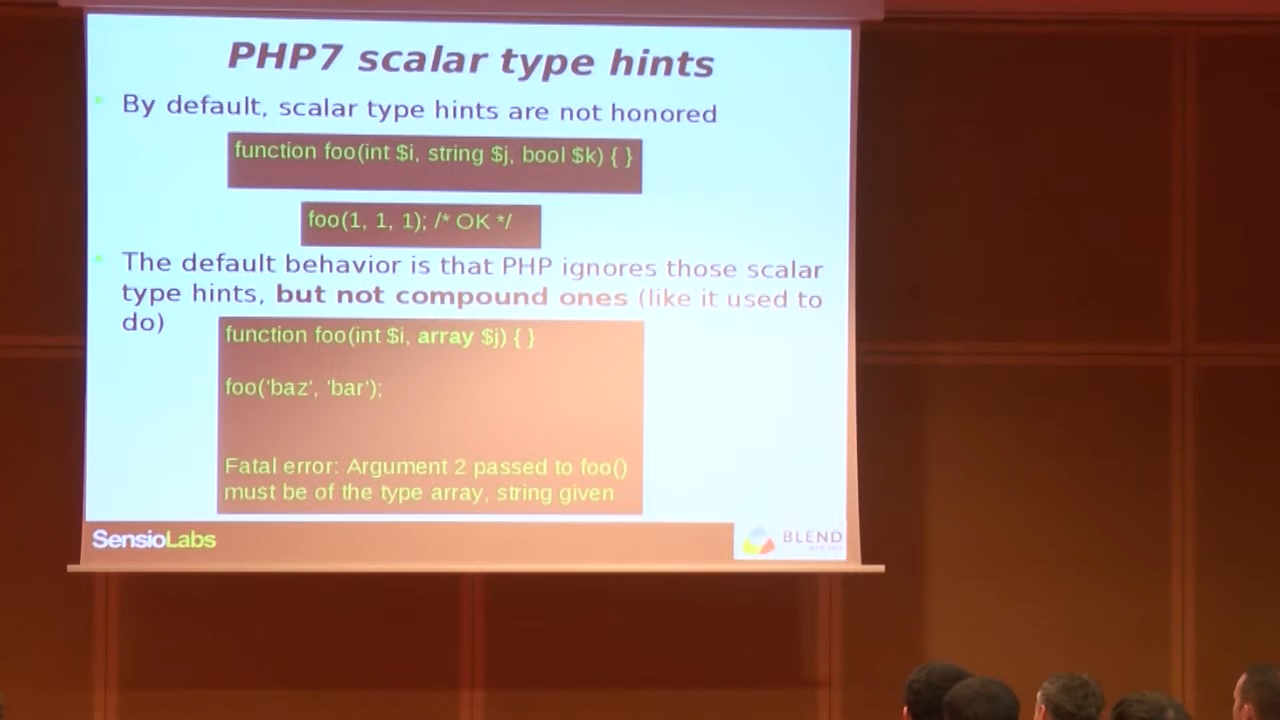 PHP7 scalar type hints
By default, scalar type hints are not honored
function foo(int $i, string $j, bool $k) { }
foo(1, 1, 1); /* OK */
The default behavior is that PHP ignores those scalar
type hints, but not compound ones (like it used to
do)
function foo(int $i, array $j) { }
foo('baz', 'bar');
Fatal error: Argument 2 passed to foo()
must be of the type array, string given
SensioLabs
BLEND